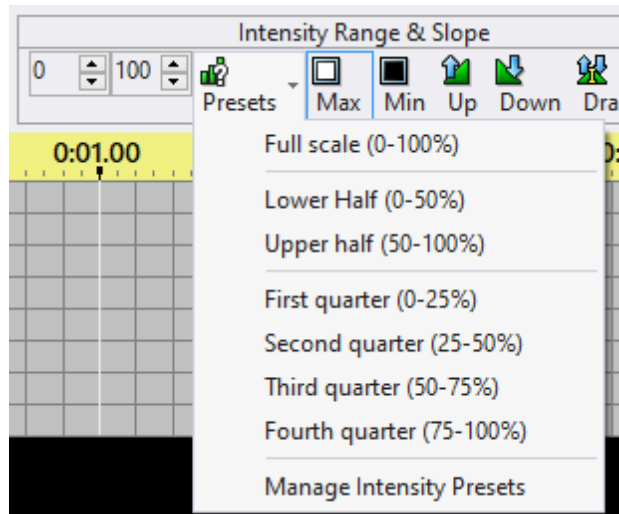 Intensity Range & Slope
0 100
Presets Max Min Up Down Dra
0:01.00
Full scale (0-100%)
Lower Half (0-50%)
Upper half (50-100%)
First quarter (0-25%)
Second quarter (25-50%)
Third quarter (50-75%)
Fourth quarter (75-100%)
Manage Intensity Presets